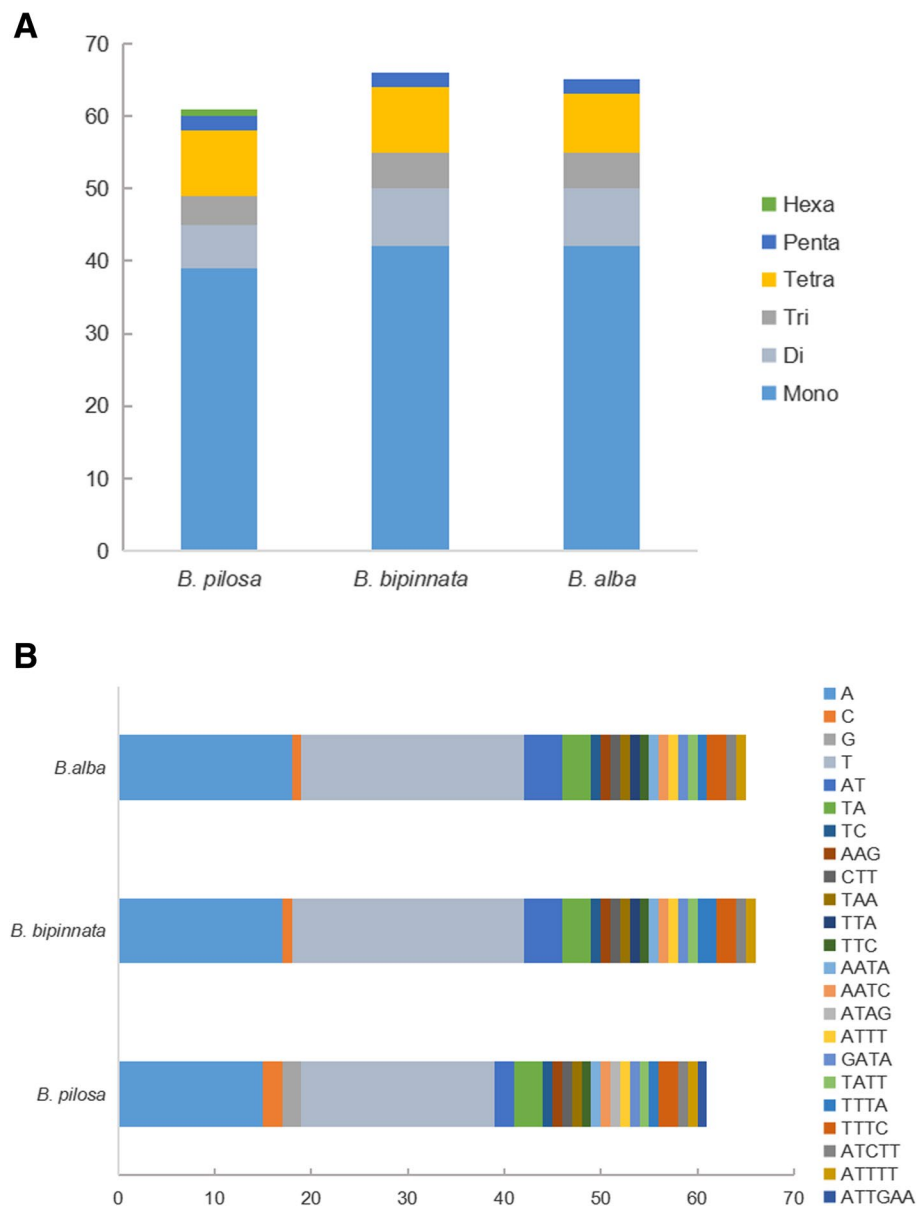 A
70
60
50
40
30
20
10
0
B. pilosa
B. bipinnata
B. alba
Hexa
Penta
Tetra
Tri
Di
Mono
B
B.alba
B. bipinnata
B. pilosa
0 10 20 30 40 50 60 70
A
C
G
T
AT
TA
TC
AAG
CTT
TAA
TTA
TTC
AATA
AATC
ATAG
ATTT
GATA
TATT
TTTA
TTTC
ATCTT
ATTTT
ATTGAA